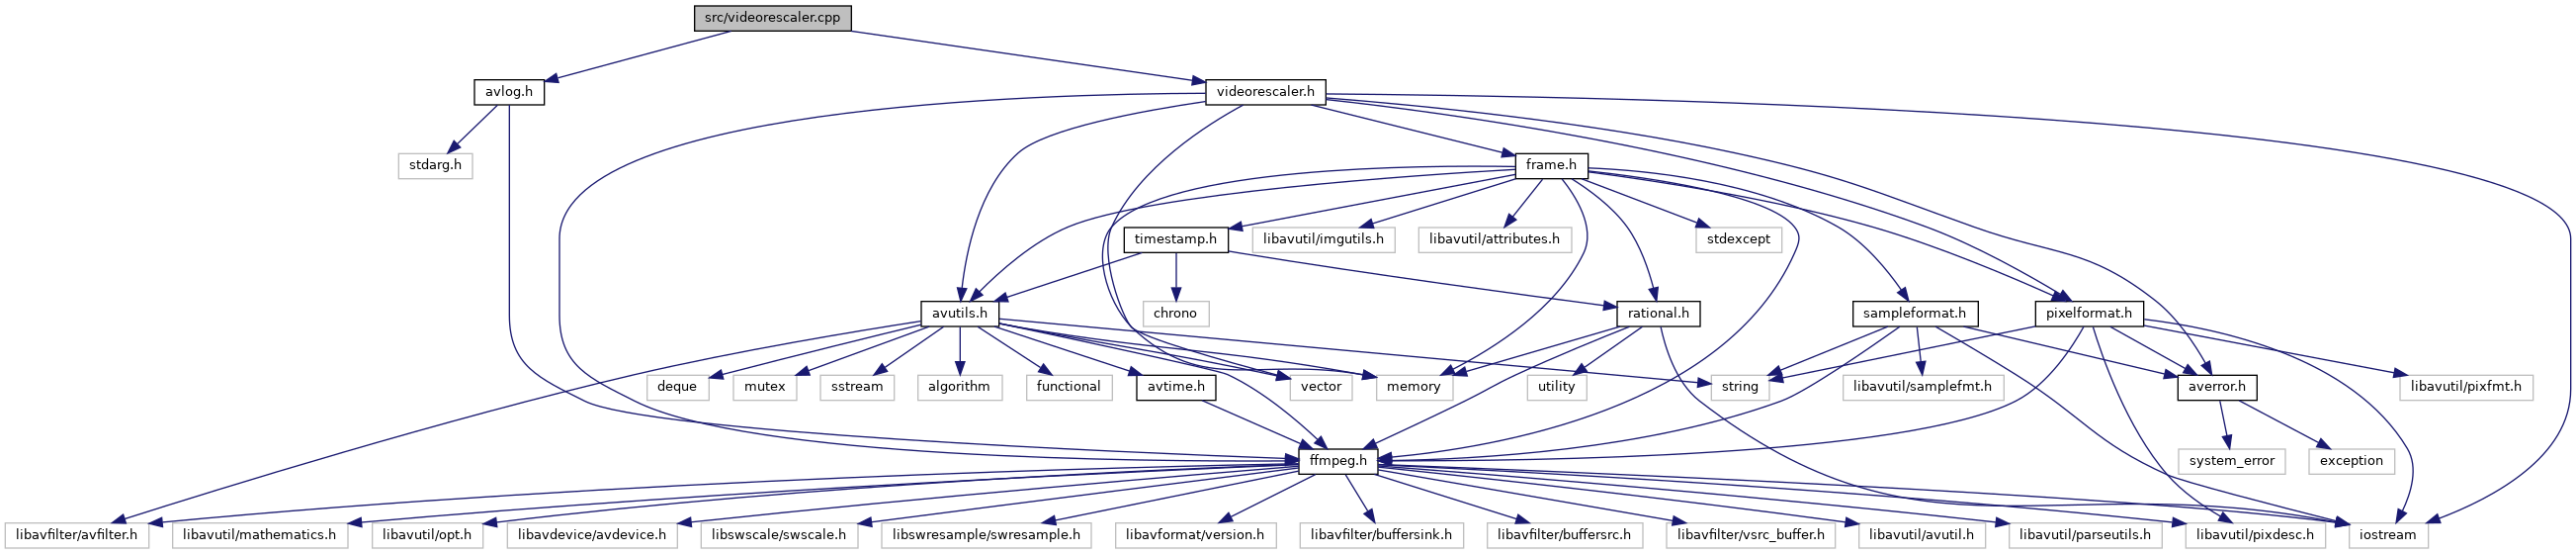 src/videorescaler.cpp
avlog.h
videorescaler.h
stdarg.h
frame.h
timestamp.h
libavutil/imgutils.h
libavutil/attributes.h
stdexcept
avutils.h
chrono
rational.h
sampleformat.h
pixelformat.h
deque
mutex
sstream
algorithm
functional
avtime.h
vector
memory
utility
string
libavutil/samplefmt.h
averror.h
libavutil/pixfmt.h
ffmpeg.h
system_error
exception
libavfilter/avfilter.h
libavutil/mathematics.h
libavutil/opt.h
libavdevice/avdevice.h
libswscale/swscale.h
libswresample/swresample.h
libavformat/version.h
libavfilter/buffersink.h
libavfilter/buffersrc.h
libavfilter/vsrc_buffer.h
libavutil/avutil.h
libavutil/parseutils.h
libavutil/pixdesc.h
iostream